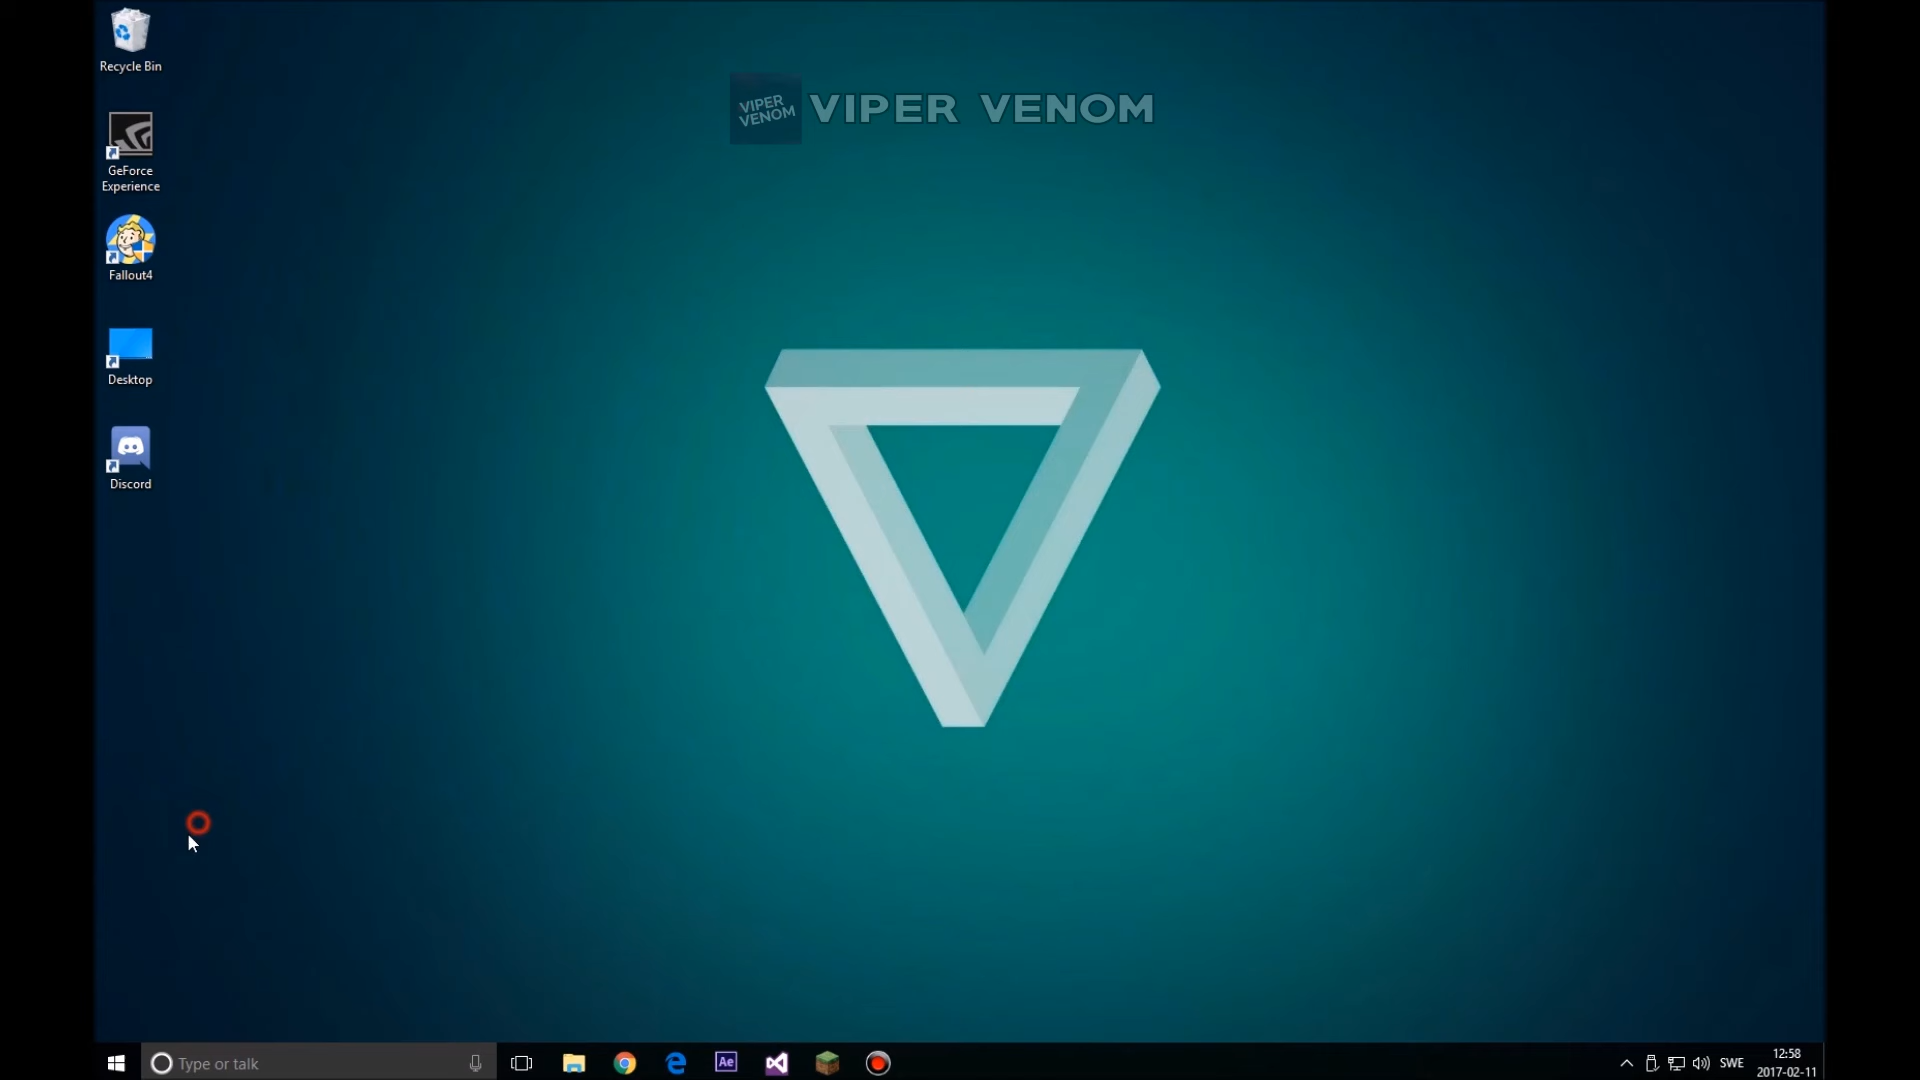 Recycle Bin
VIPER
VENOM
VIPER VENOM
GeForce
Experience
Fallout4
Desktop
Discord
Type or talk
Ae
SWE
12:58
2017-02-11